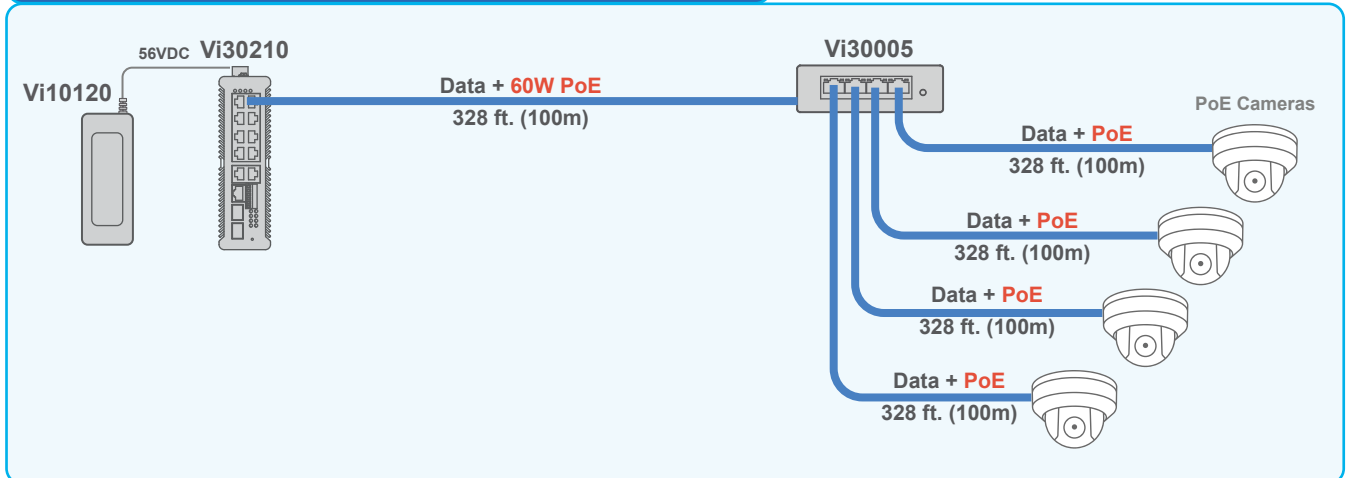 56VDC
Vi30210
Vi30005
Vi10120
Data + 60W PoE
328 ft. (100m)
PoE Cameras
Data + PoE
328 ft. (100m)
Data + PoE
328 ft. (100m)
Data + PoE
328 ft. (100m)
Data + PoE
328 ft. (100m)